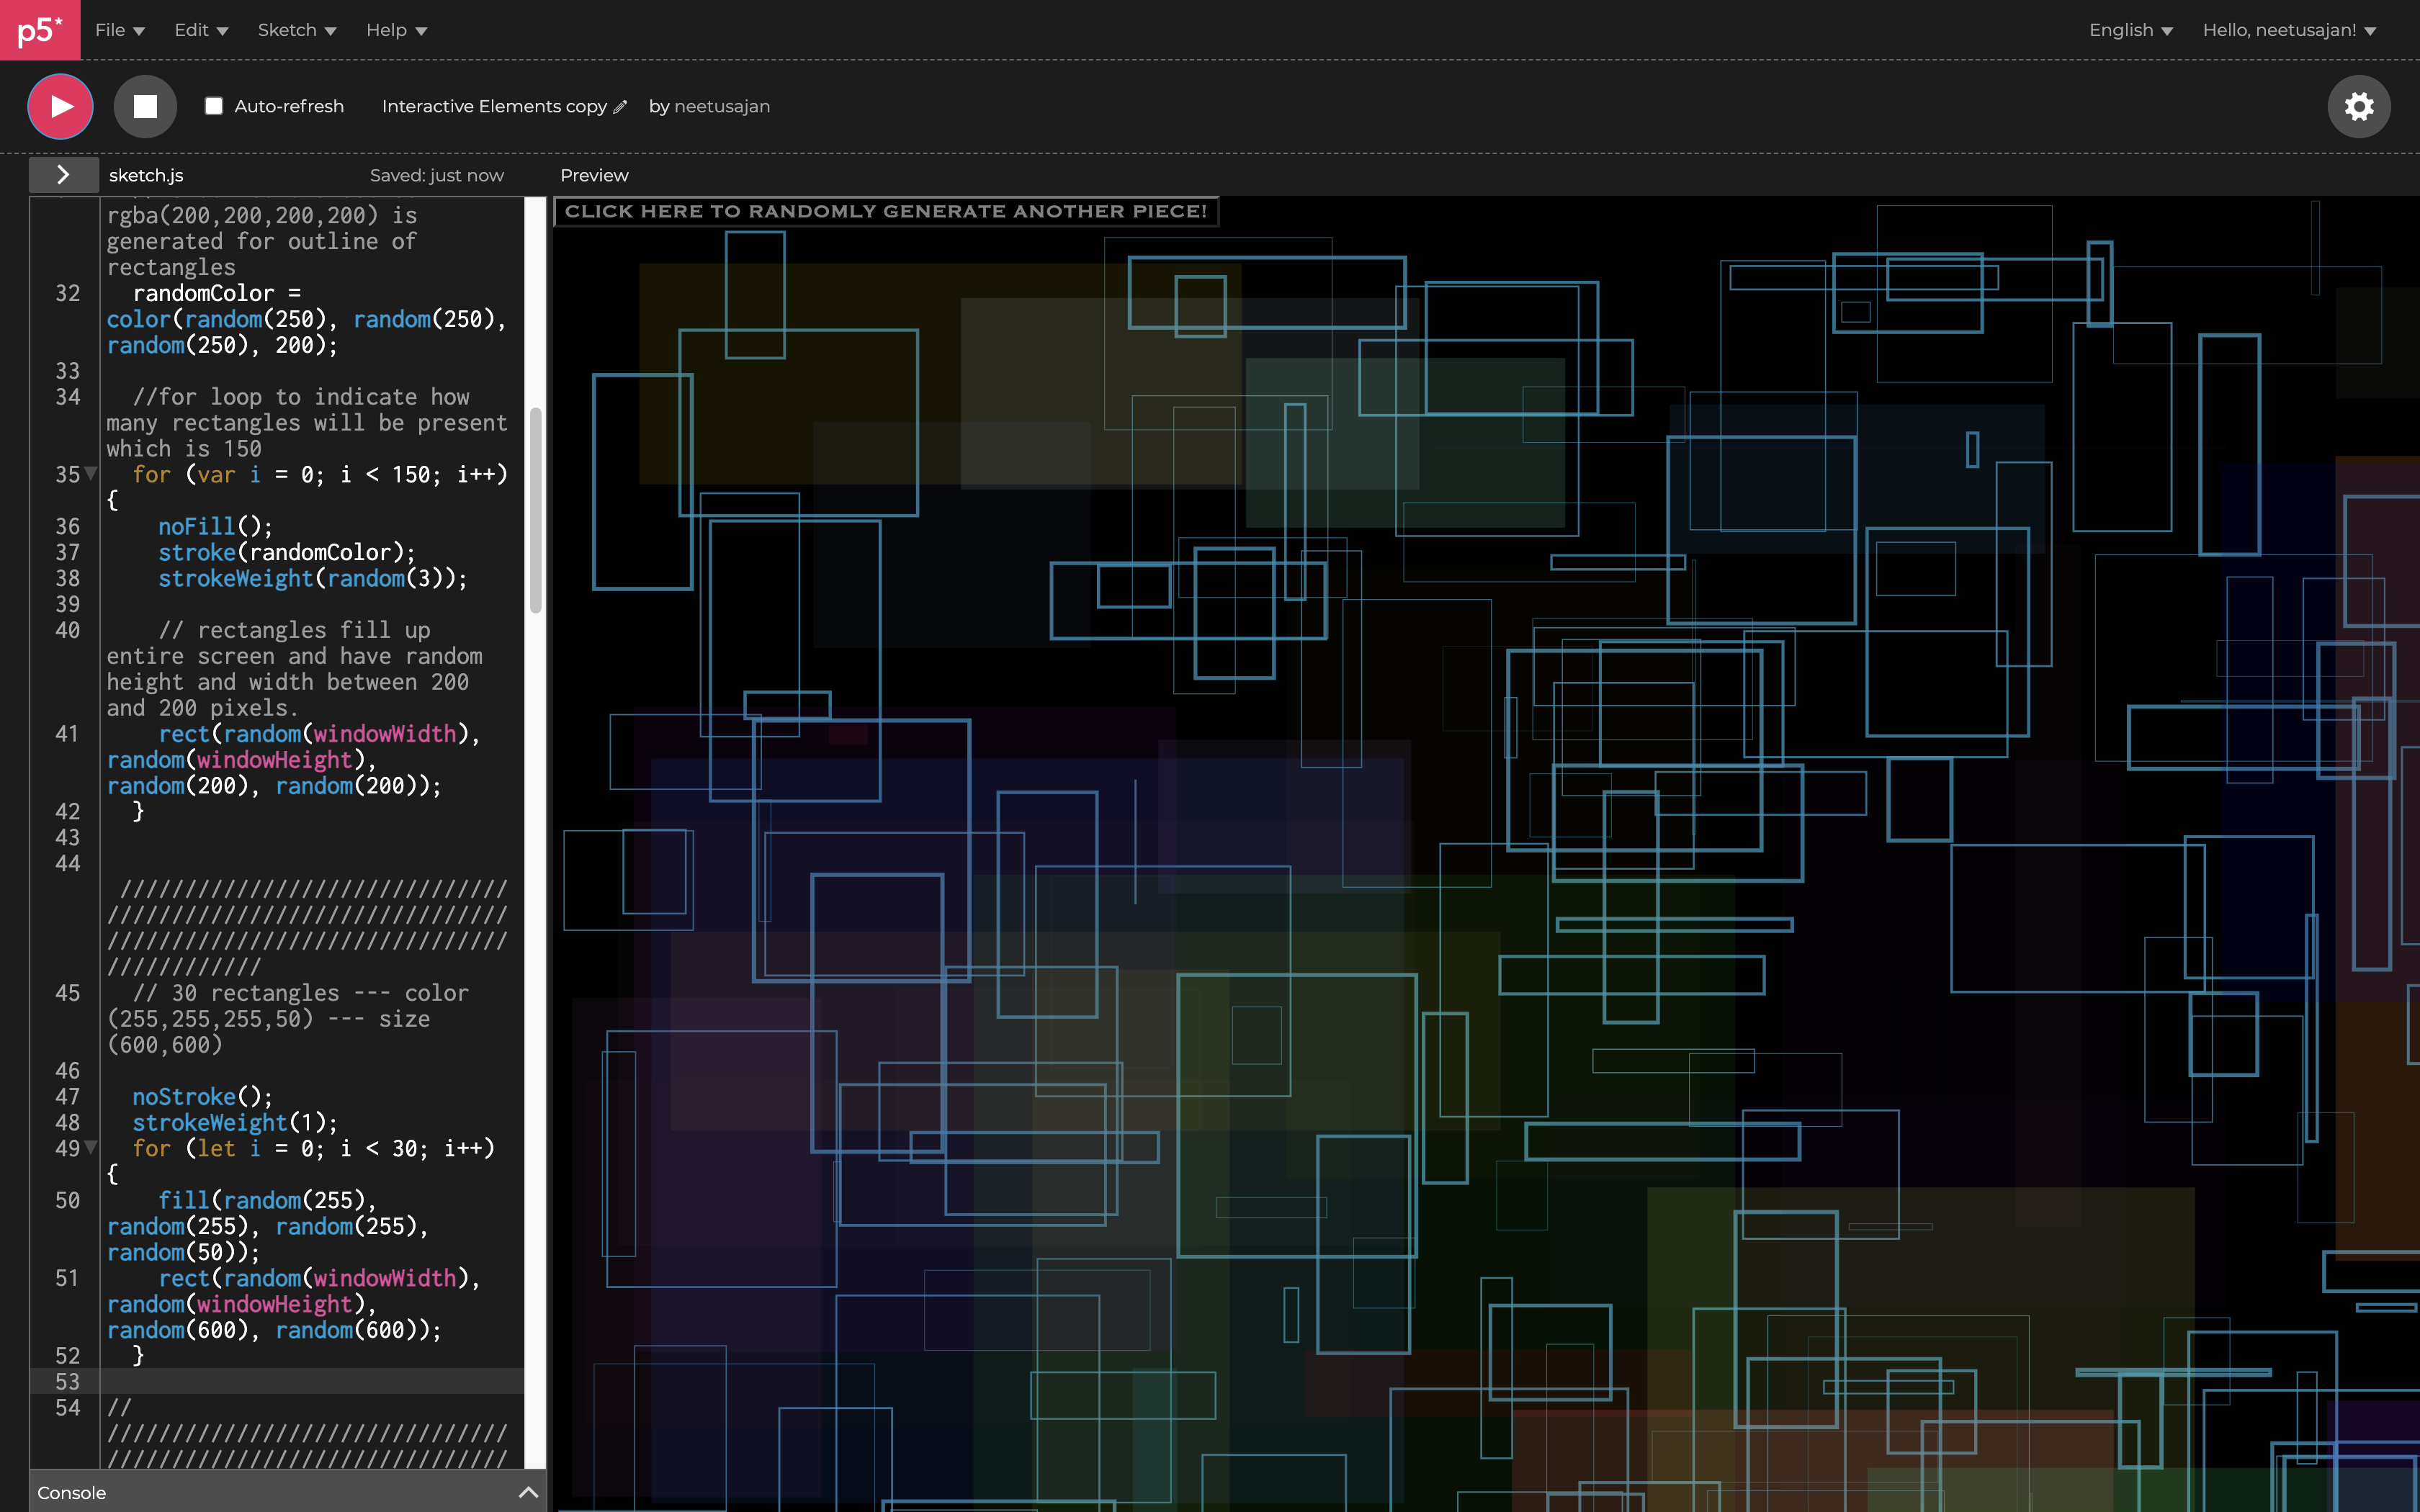 p5* File Edit Sketch Help English Hello, neetusajan!
Auto-refresh Interactive Elements copy by neetusajan
sketch.js Saved: just now Preview
CLICK HERE TO RANDOMLY GENERATE ANOTHER PIECE!
rgba(200,200,200,200) is
generated for outline of
rectangles
32 randomColor =
color(random(250), random(250),
random(250), 200);
33
34 //for loop to indicate how
many rectangles will be present
which is 150
35 for (var i = 0; i < 150; i++)
{
36 noFill();
37 stroke(randomColor);
38 strokeWeight(random(3));
39
40 // rectangles fill up
entire screen and have random
height and width between 200
and 200 pixels.
41 rect(random(windowWidth),
random(windowHeight),
random(200), random(200));
42 }
43
44
///////////////////////////////
///////////////////////////////
///////////////////////////////
////////////
45 // 30 rectangles --- color
(255,255,255,50) --- size
(600,600)
46
47 noStroke();
48 strokeWeight(1);
49 for (let i = 0; i < 30; i++)
{
50 fill(random(255),
random(255), random(255),
random(50));
51 rect(random(windowWidth),
random(windowHeight),
random(600), random(600));
52 }
53
54 //
///////////////////////////////
///////////////////////////////
Console